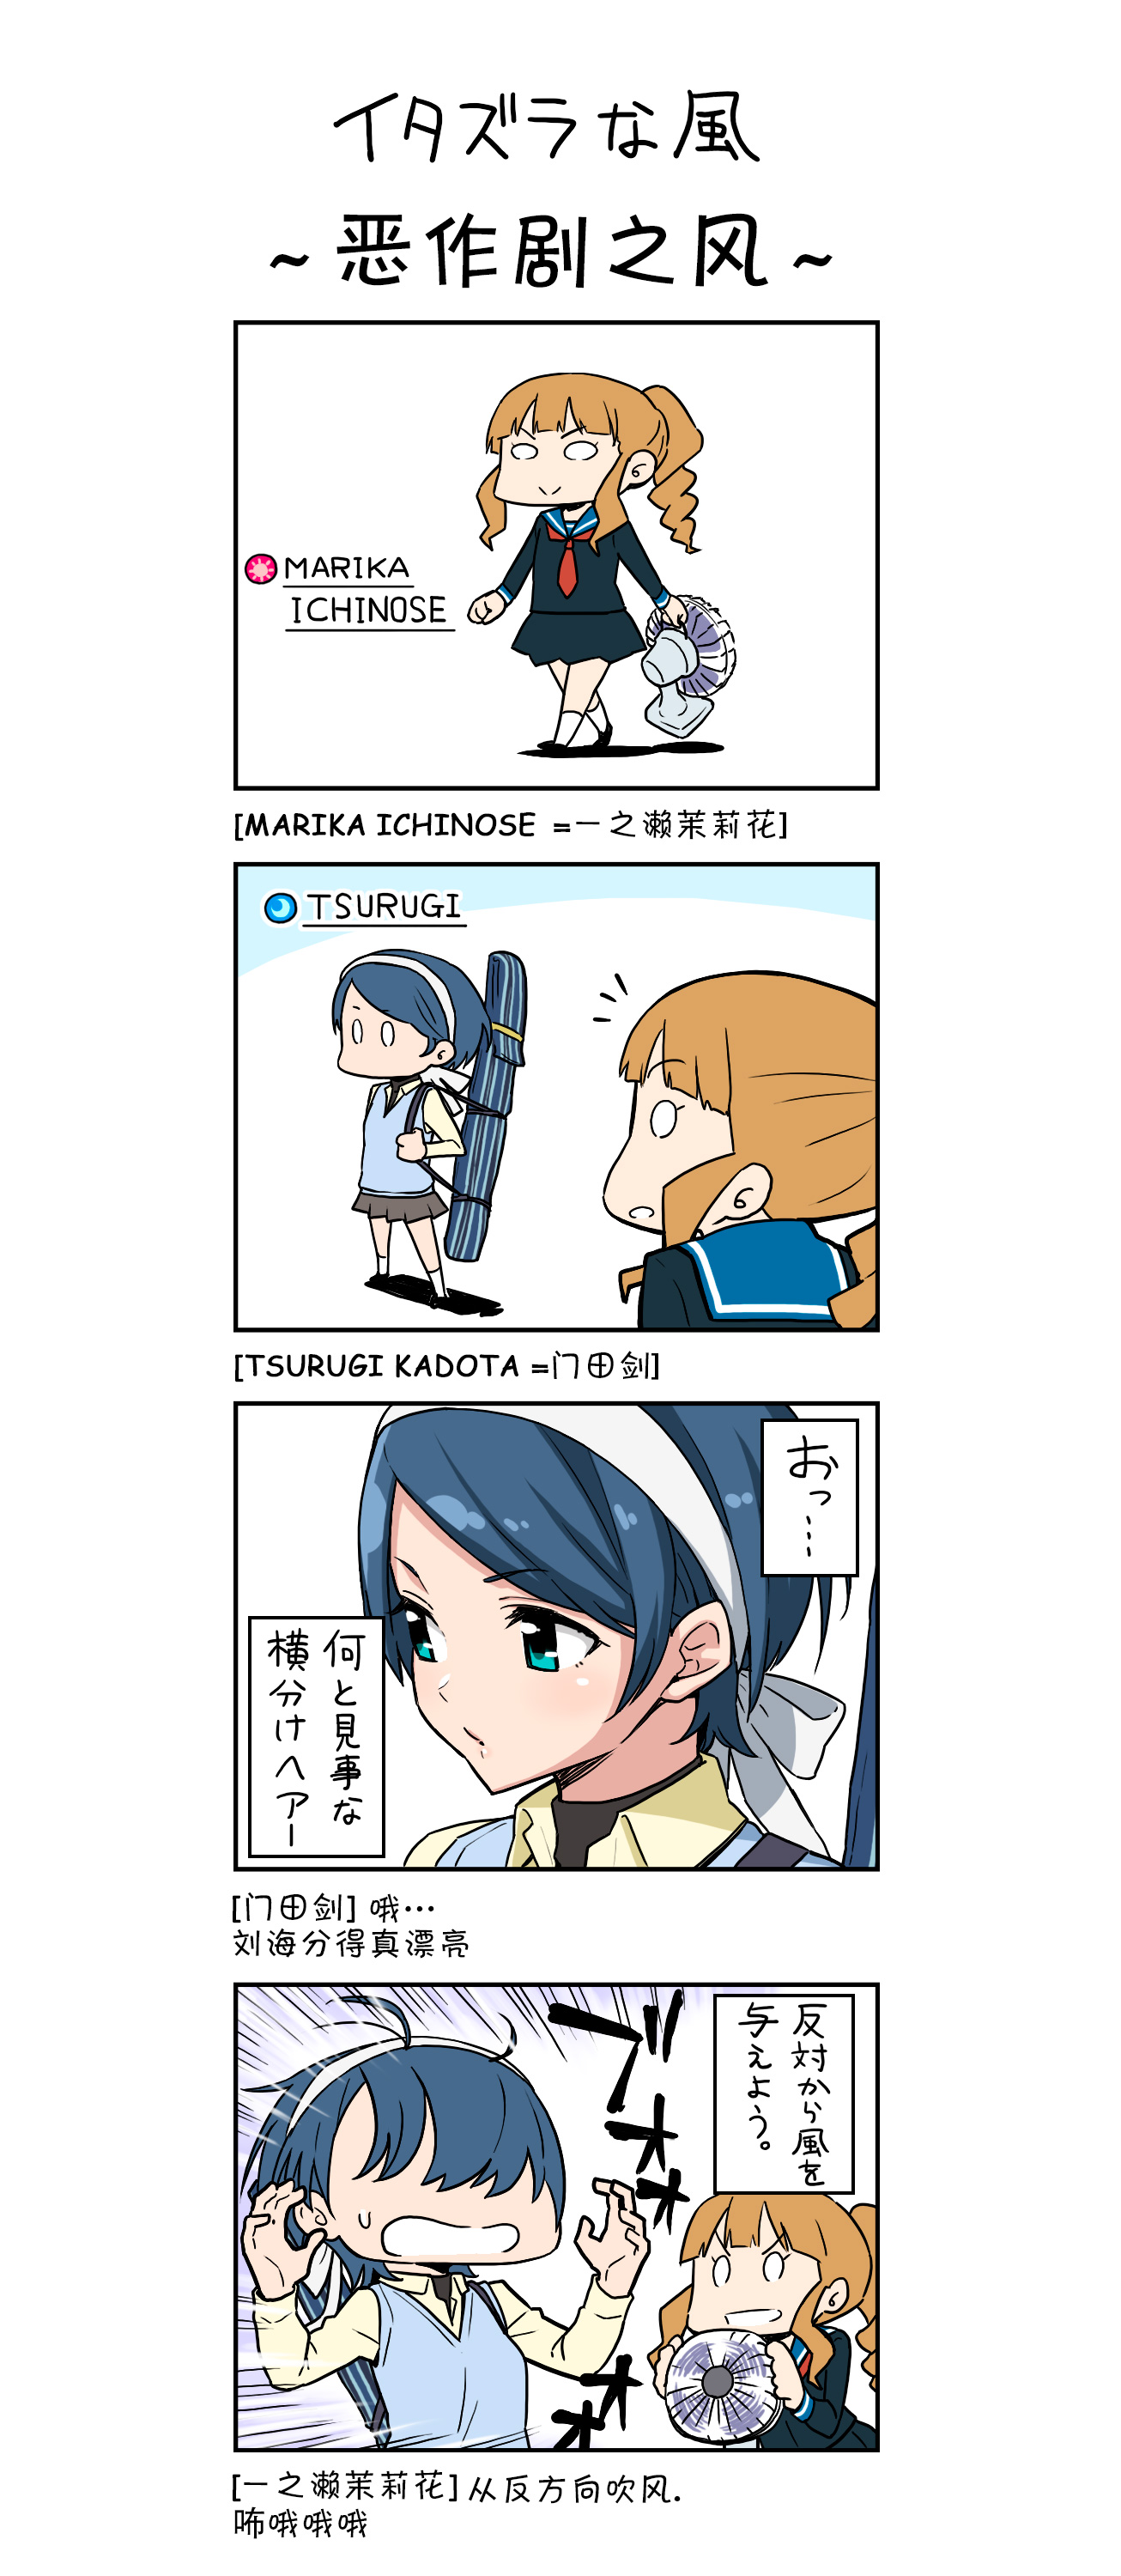 イタズラな風
~恶作剧之风~
MARIKA
ICHINOSE
[MARIKA ICHINOSE =一之濑茉莉花]
TSURUGI
[TSURUGI KADOTA =门田剑]
おっ…
何と見事な
横分けヘアー
[门田剑] 哦…
刘海分得真漂亮
反対から風を
与えよう。
ブオオオオ
[一之濑茉莉花] 从反方向吹风.
咘哦哦哦